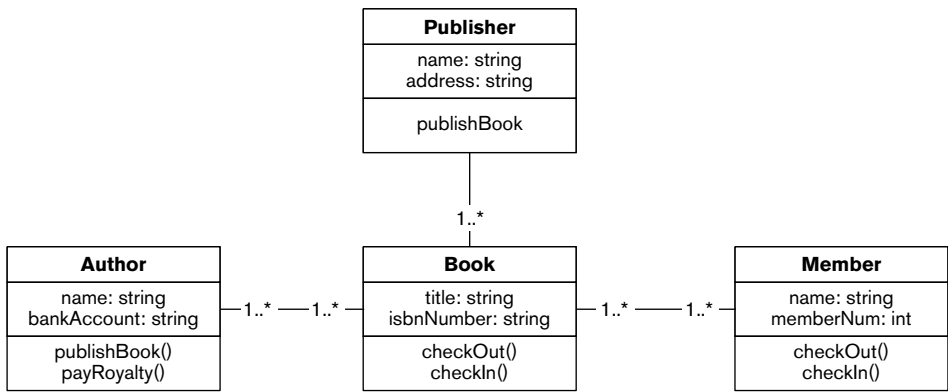 Publisher
name: string
address: string
publishBook
1..*
Author
name: string
bankAccount: string
publishBook()
payRoyalty()
1..*
1..*
Book
title: string
isbnNumber: string
checkOut()
checkIn()
1..*
1..*
Member
name: string
memberNum: int
checkOut()
checkIn()